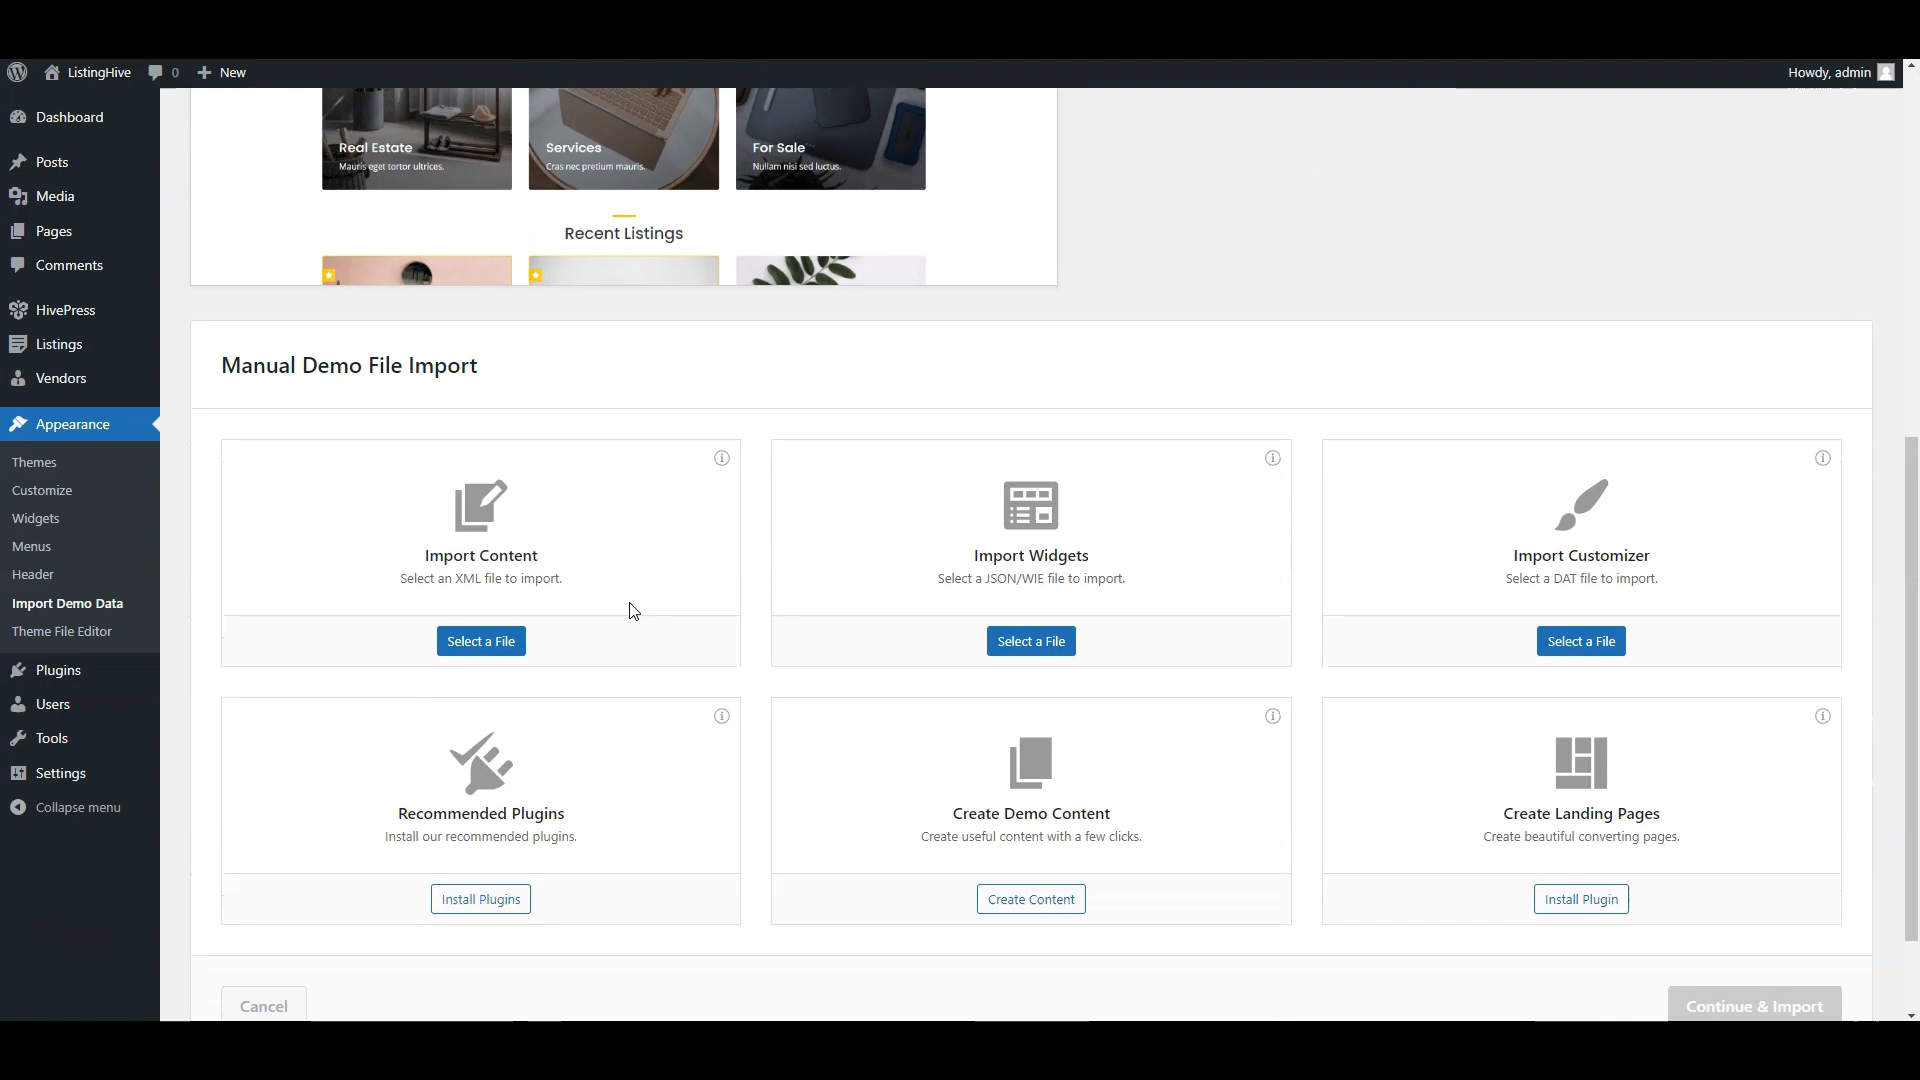 ListingHive 0 New Howdy, admin
Dashboard
Posts
Media
Pages
Comments
HivePress
Listings
Vendors
Appearance
Themes
Customize
Widgets
Menus
Header
Import Demo Data
Theme File Editor
Plugins
Users
Tools
Settings
Collapse menu
Real Estate
Mauris eget tortor ultrices.
Services
Cras nec pretium mauris.
For Sale
Nullam nisi sed luctus.
Recent Listings
Manual Demo File Import
Import Content
Select an XML file to import.
Select a File
Import Widgets
Select a JSON/WIE file to import.
Select a File
Import Customizer
Select a DAT file to import.
Select a File
Recommended Plugins
Install our recommended plugins.
Install Plugins
Create Demo Content
Create useful content with a few clicks.
Create Content
Create Landing Pages
Create beautiful converting pages.
Install Plugin
Cancel
Continue & Import